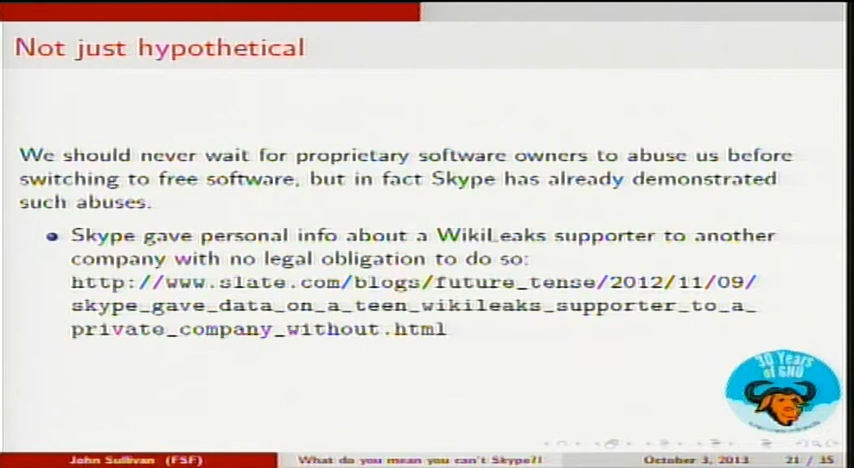 Not just hypothetical
We should never wait for proprietary software owners to abuse us before
switching to free software, but in fact Skype has already demonstrated
such abuses.
Skype gave personal info about a WikiLeaks supporter to another
company with no legal obligation to do so:
http://www.slate.com/blogs/future_tense/2012/11/09/
skype_gave_data_on_a_teen_wikileaks_supporter_to_a_
private_company_without.html
30 Years
of GNU
John Sullivan (FSF)
What do you mean you can't Skype?!
October 3, 2013
21 / 35